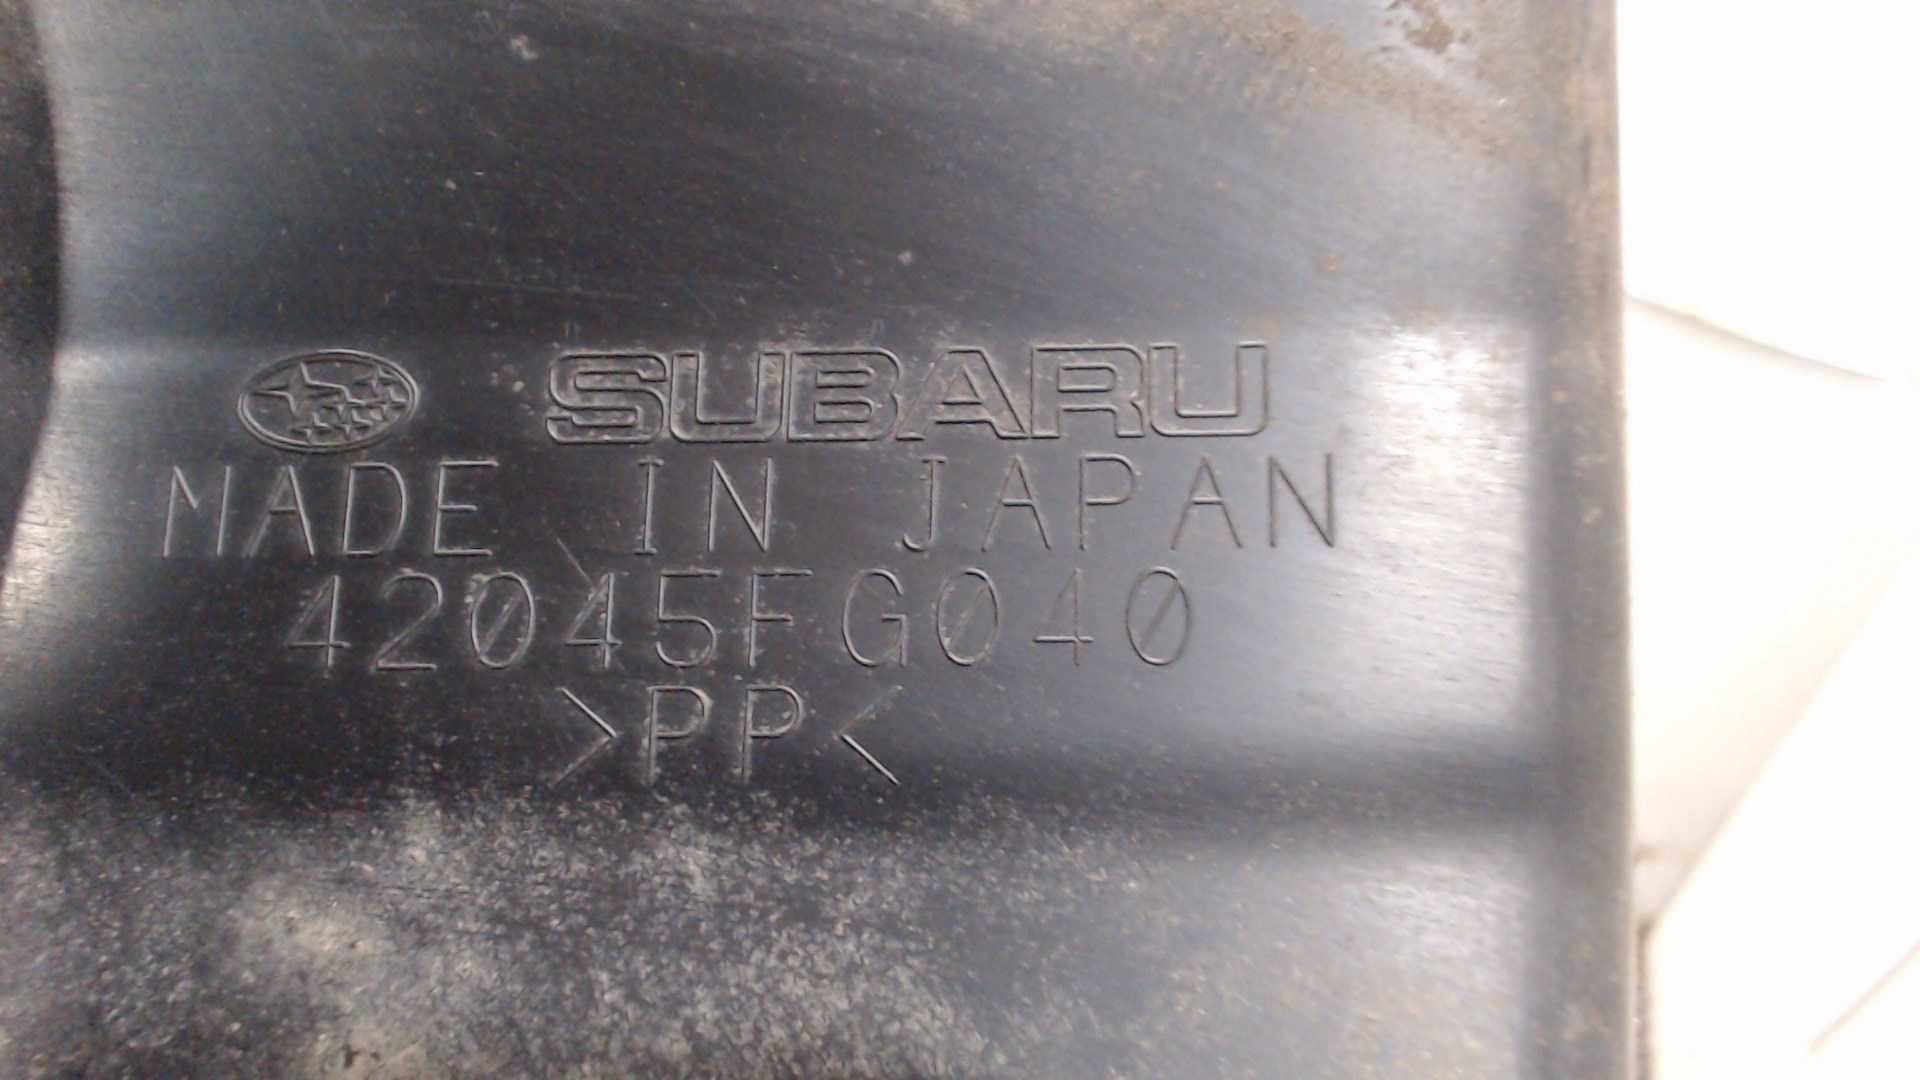 SUBARU
MADE IN JAPAN
42045FG040
>PP<